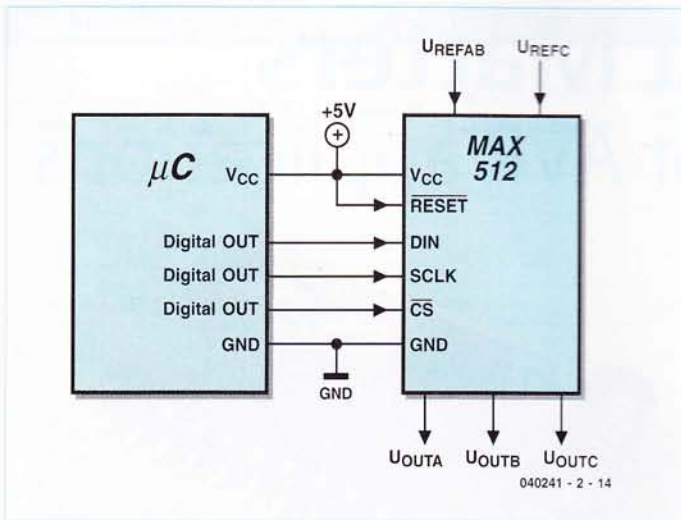 UREFAB UREFC
+5V
μC
MAX
512
VCC VCC
RESET
Digital OUT DIN
Digital OUT SCLK
Digital OUT CS
GND GND
GND
UOUTA UOUTB UOUTC
040241 - 2 - 14